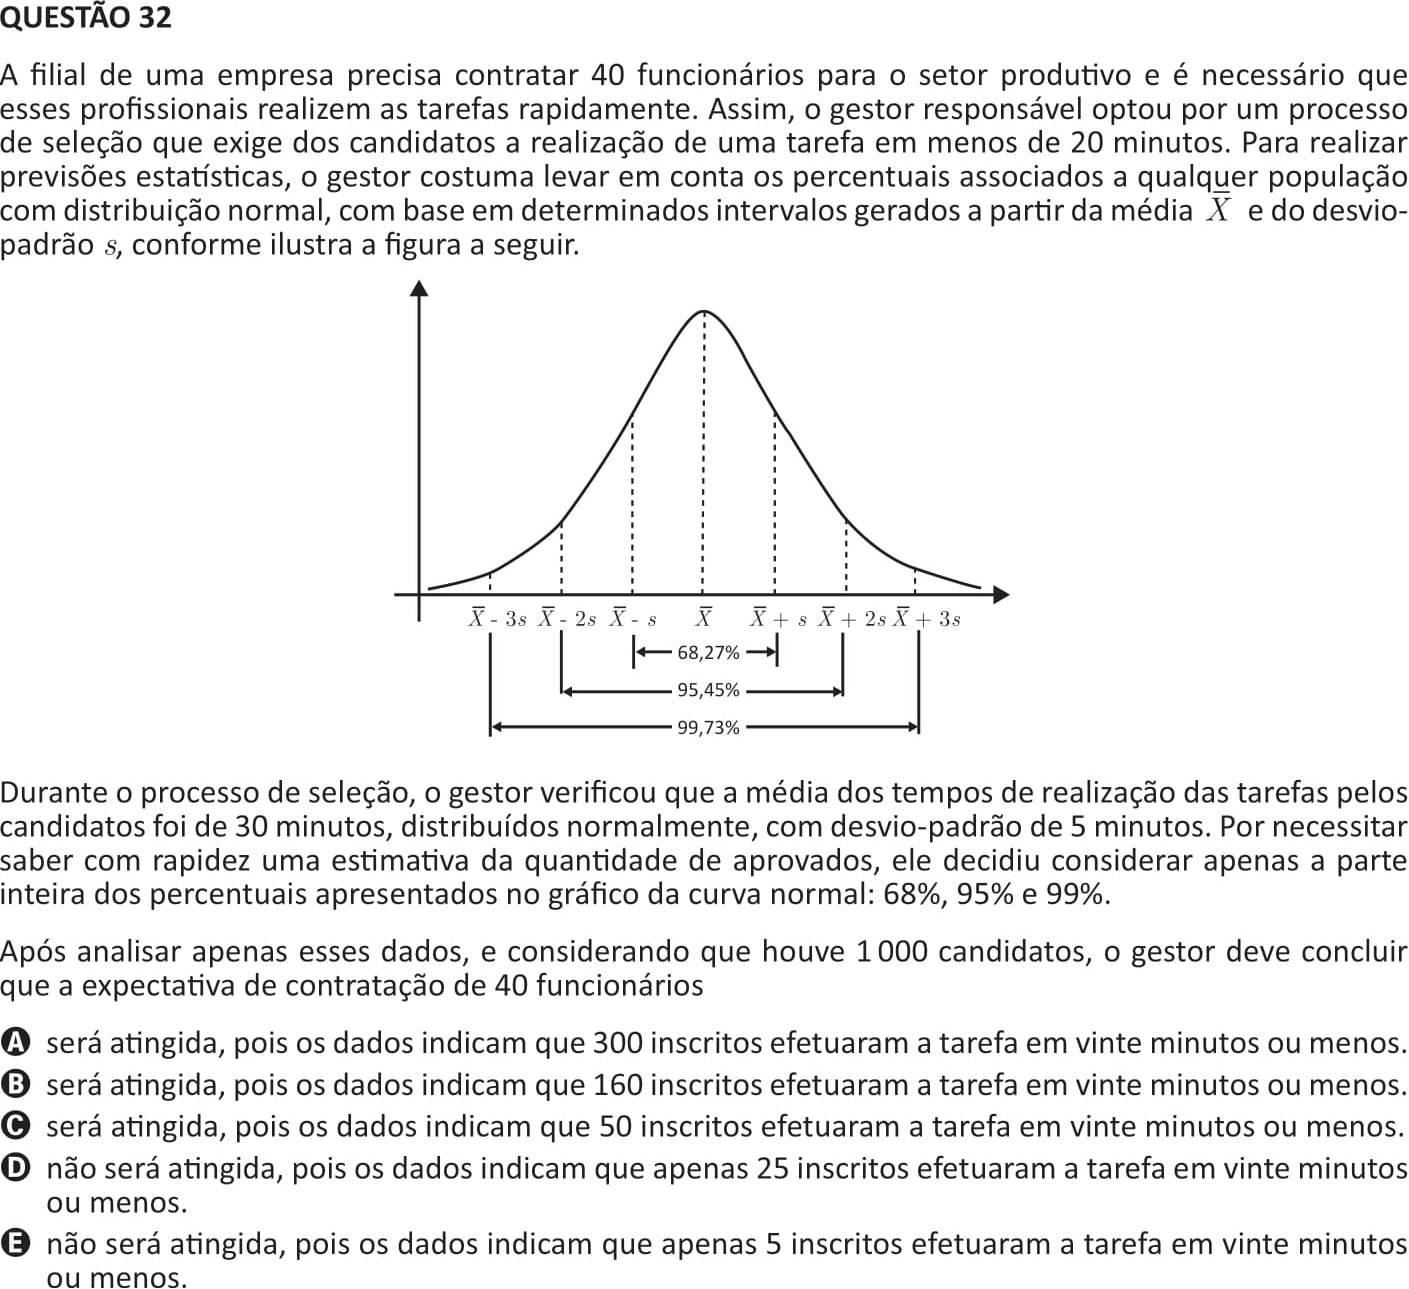 QUESTÃO 32
A filial de uma empresa precisa contratar 40 funcionários para o setor produtivo e é necessário que
esses profissionais realizem as tarefas rapidamente. Assim, o gestor responsável optou por um processo
de seleção que exige dos candidatos a realização de uma tarefa em menos de 20 minutos. Para realizar
previsões estatísticas, o gestor costuma levar em conta os percentuais associados a qualquer população
com distribuição normal, com base em determinados intervalos gerados a partir da média X̅ e do desvio-
padrão s, conforme ilustra a figura a seguir.
X̅ - 3s X̅ - 2s X̅ - s X̅ X̅ + s X̅ + 2s X̅ + 3s
68,27%
95,45%
99,73%
Durante o processo de seleção, o gestor verificou que a média dos tempos de realização das tarefas pelos
candidatos foi de 30 minutos, distribuídos normalmente, com desvio-padrão de 5 minutos. Por necessitar
saber com rapidez uma estimativa da quantidade de aprovados, ele decidiu considerar apenas a parte
inteira dos percentuais apresentados no gráfico da curva normal: 68%, 95% e 99%.
Após analisar apenas esses dados, e considerando que houve 1 000 candidatos, o gestor deve concluir
que a expectativa de contratação de 40 funcionários
A será atingida, pois os dados indicam que 300 inscritos efetuaram a tarefa em vinte minutos ou menos.
B será atingida, pois os dados indicam que 160 inscritos efetuaram a tarefa em vinte minutos ou menos.
C será atingida, pois os dados indicam que 50 inscritos efetuaram a tarefa em vinte minutos ou menos.
D não será atingida, pois os dados indicam que apenas 25 inscritos efetuaram a tarefa em vinte minutos
ou menos.
E não será atingida, pois os dados indicam que apenas 5 inscritos efetuaram a tarefa em vinte minutos
ou menos.